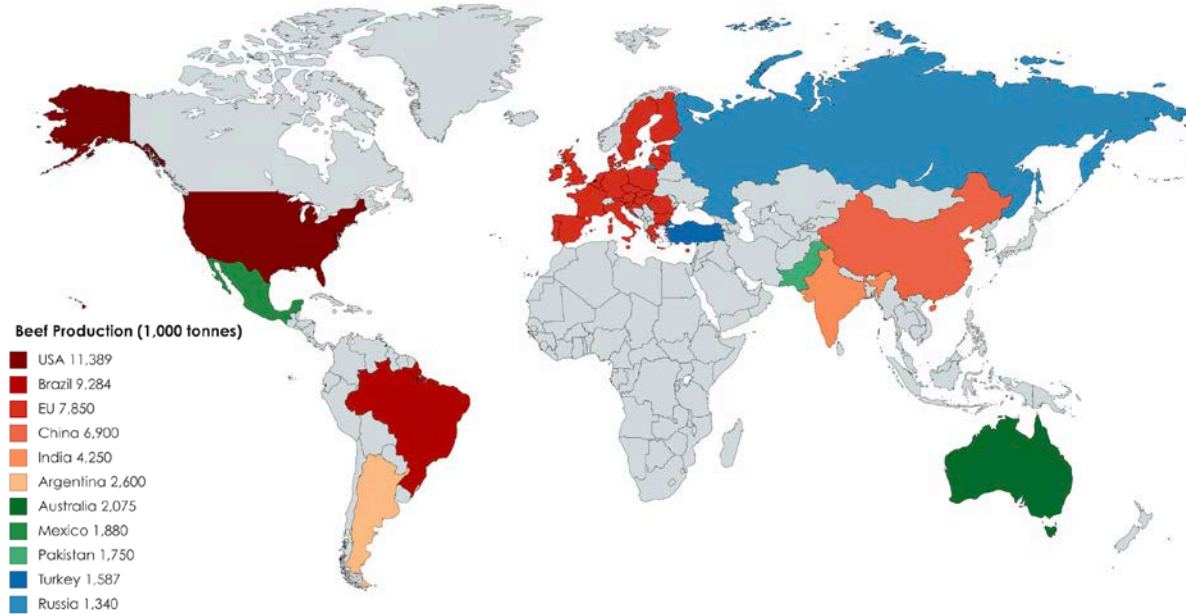 Beef Production (1,000 tonnes)
USA 11,389
Brazil 9,284
EU 7,850
China 6,900
India 4,250
Argentina 2,600
Australia 2,075
Mexico 1,880
Pakistan 1,750
Turkey 1,587
Russia 1,340